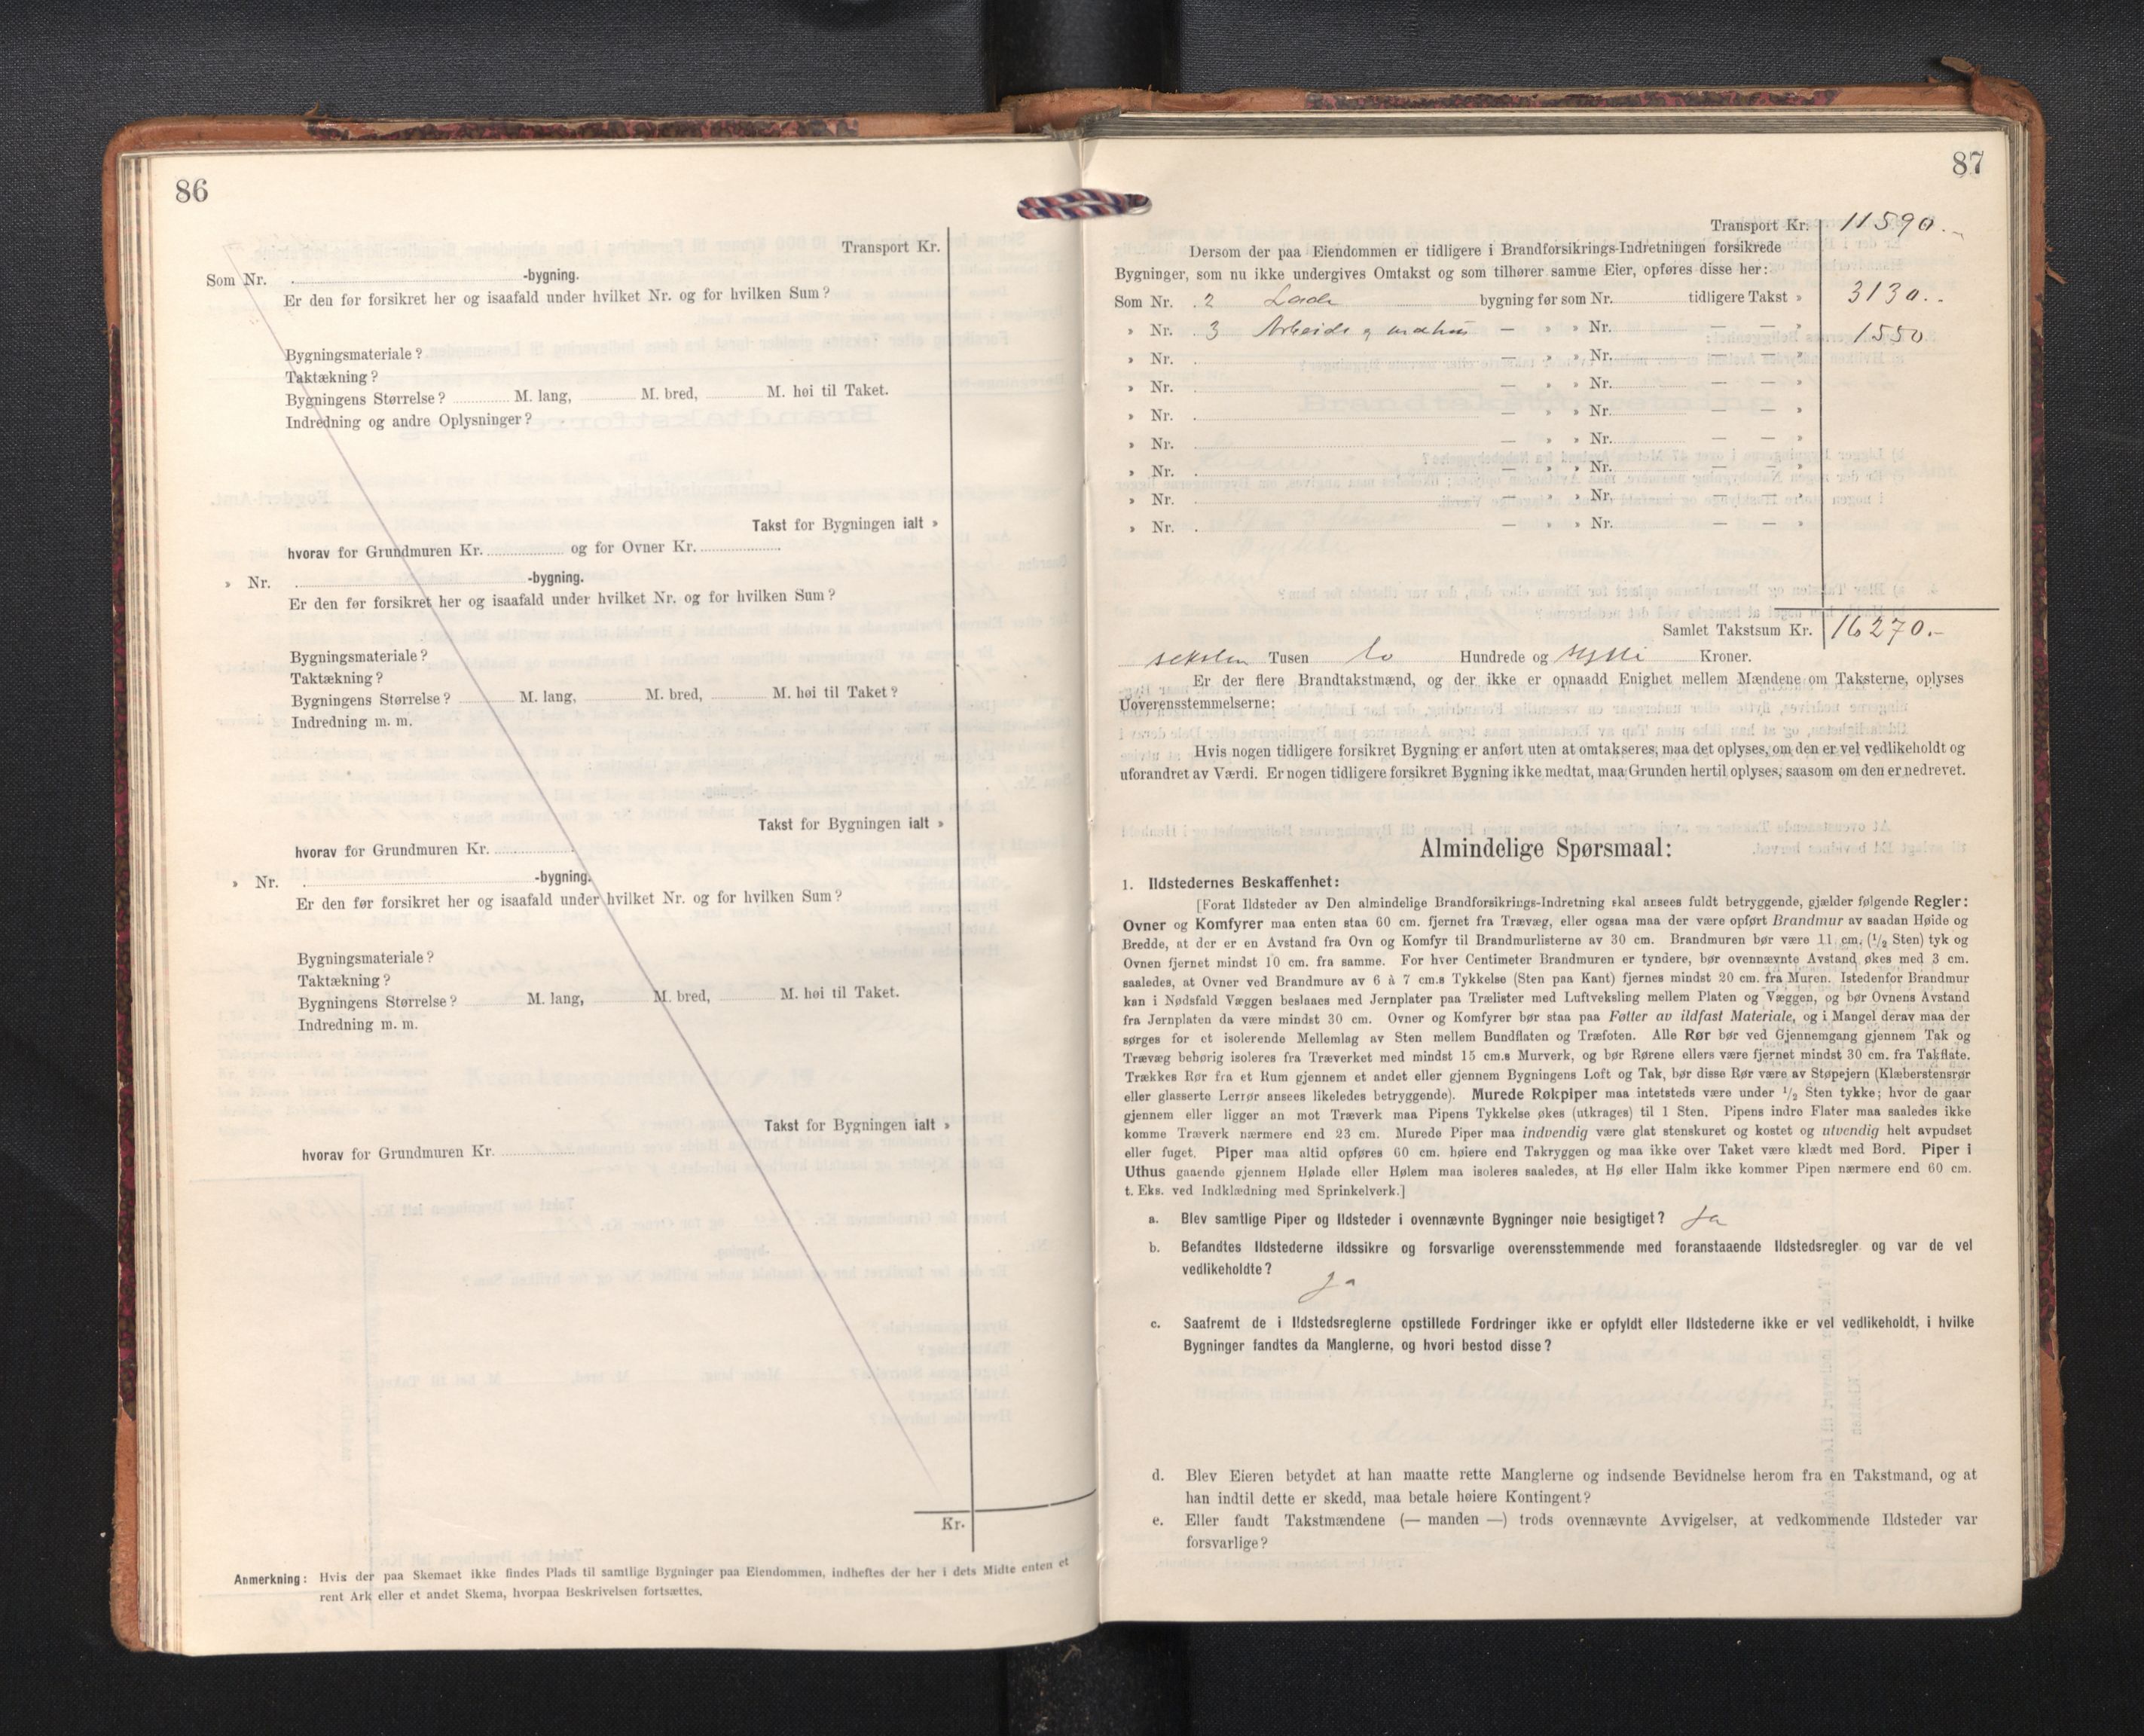 86
Transport Kr.
Som Nr. -bygning.
Er den før forsikret her og isaafald under hvilket Nr. og for hvilken Sum?
Bygningsmateriale?
Taktækning?
Bygningens Størrelse? M. lang, M. bred, M. høi til Taket.
Indredning og andre Oplysninger?
Takst for Bygningen ialt »
hvorav for Grundmuren Kr. og for Ovner Kr.
» Nr. -bygning.
Er den før forsikret her og isaafald under hvilket Nr. og for hvilken Sum?
Bygningsmateriale?
Taktækning?
Bygningens Størrelse? M. lang, M. bred, M. høi til Taket?
Indredning m. m.
Takst for Bygningen ialt »
hvorav for Grundmuren Kr.
» Nr. -bygning.
Er den før forsikret her og isaafald under hvilket Nr. og for hvilken Sum?
Bygningsmateriale?
Taktækning?
Bygningens Størrelse? M. lang, M. bred, M. høi til Taket.
Indredning m. m.
Takst for Bygningen ialt »
hvorav for Grundmuren Kr.
Kr.
Anmerkning: Hvis der paa Skemaet ikke findes Plads til samtlige Bygninger paa Eiendommen, indheftes der her i dets Midte enten et
rent Ark eller et andet Skema, hvorpaa Beskrivelsen fortsættes.
87
Transport Kr. 11590.-
Dersom der paa Eiendommen er tidligere i Brandforsikrings-Indretningen forsikrede
Bygninger, som nu ikke undergives Omtakst og som tilhører samme Eier, opføres disse her:
Som Nr. 2 Lade bygning før som Nr. tidligere Takst » 3130.-
» Nr. 3 Arbeids og vedhus — » » Nr. — — » 1550
» Nr. — » » Nr. — — »
» Nr. — » » Nr. — — »
» Nr. — » » Nr. — — »
» Nr. — » » Nr. — — »
» Nr. — » » Nr. — — »
» Nr. — » » Nr. — — »
» Nr. — » » Nr. — — »
Samlet Takstsum Kr. 16270.-
seksten Tusen to Hundrede og sytti Kroner.
Er der flere Brandtakstmænd, og der ikke er opnaadd Enighet mellem Mændene om Taksterne, oplyses
Uoverensstemmelserne:
Hvis nogen tidligere forsikret Bygning er anført uten at omtakseres, maa det oplyses, om den er vel vedlikeholdt og
uforandret av Værdi. Er nogen tidligere forsikret Bygning ikke medtat, maa Grunden hertil oplyses, saasom om den er nedrevet.
Almindelige Spørsmaal:
1. Ildstedernes Beskaffenhet:
[Forat Ildsteder av Den almindelige Brandforsikrings-Indretning skal ansees fuldt betryggende, gjælder følgende Regler:
Ovner og Komfyrer maa enten staa 60 cm. fjernet fra Trævæg, eller ogsaa maa der være opført Brandmur av saadan Høide og
Bredde, at der er en Avstand fra Ovn og Komfyr til Brandmurlisterne av 30 cm. Brandmuren bør være 11 cm. (1/2 Sten) tyk og
Ovnen fjernet mindst 10 cm. fra samme. For hver Centimeter Brandmuren er tyndere, bør ovennævnte Avstand økes med 3 cm.
saaledes, at Ovner ved Brandmure av 6 à 7 cm.s Tykkelse (Sten paa Kant) fjernes mindst 20 cm. fra Muren. Istedenfor Brandmur
kan i Nødsfald Væggen beslaaes med Jernplater paa Trælister med Luftveksling mellem Platen og Væggen, og bør Ovnens Avstand
fra Jernplaten da være mindst 30 cm. Ovner og Komfyrer bør staa paa Føtter av ildfast Materiale, og i Mangel derav maa der
sørges for et isolerende Mellemlag av Sten mellem Bundflaten og Træfoten. Alle Rør bør ved Gjennemgang gjennem Tak og
Trævæg behørig isoleres fra Træverket med mindst 15 cm.s Murverk, og bør Rørene ellers være fjernet mindst 30 cm. fra Takflate.
Trækkes Rør fra et Rum gjennem et andet eller gjennem Bygningens Loft og Tak, bør disse Rør være av Støpejern (Klæberstensrør
eller glasserte Lerrør ansees likeledes betryggende). Murede Røkpiper maa intetsteds være under 1/2 Sten tykke; hvor de gaar
gjennem eller ligger an mot Træverk maa Pipens Tykkelse økes (utkrages) til 1 Sten. Pipens indre Flater maa saaledes ikke
komme Træverk nærmere end 23 cm. Murede Piper maa indvendig være glat stenskuret og kostet og utvendig helt avpudset
eller fuget. Piper maa altid opføres 60 cm. høiere end Takryggen og maa ikke over Taket være klædt med Bord. Piper i
Uthus gaaende gjennem Hølade eller Hølem maa isoleres saaledes, at Hø eller Halm ikke kommer Pipen nærmere end 60 cm.
t. Eks. ved Indklædning med Sprinkelverk.]
a. Blev samtlige Piper og Ildsteder i ovennævnte Bygninger nøie besigtiget? Ja
b. Befandtes Ildstederne ildssikre og forsvarlige overensstemmende med foranstaaende Ildstedsregler og var de vel
vedlikeholdte?
Ja
c. Saafremt de i Ildstedsreglerne opstillede Fordringer ikke er opfyldt eller Ildstederne ikke er vel vedlikeholdt, i hvilke
Bygninger fandtes da Manglerne, og hvori bestod disse?
d. Blev Eieren betydet at han maatte rette Manglerne og indsende Bevidnelse herom fra en Takstmand, og at
han indtil dette er skedd, maa betale høiere Kontingent?
e. Eller fandt Takstmændene (— manden —) trods ovennævnte Avvigelser, at vedkommende Ildsteder var
forsvarlige?